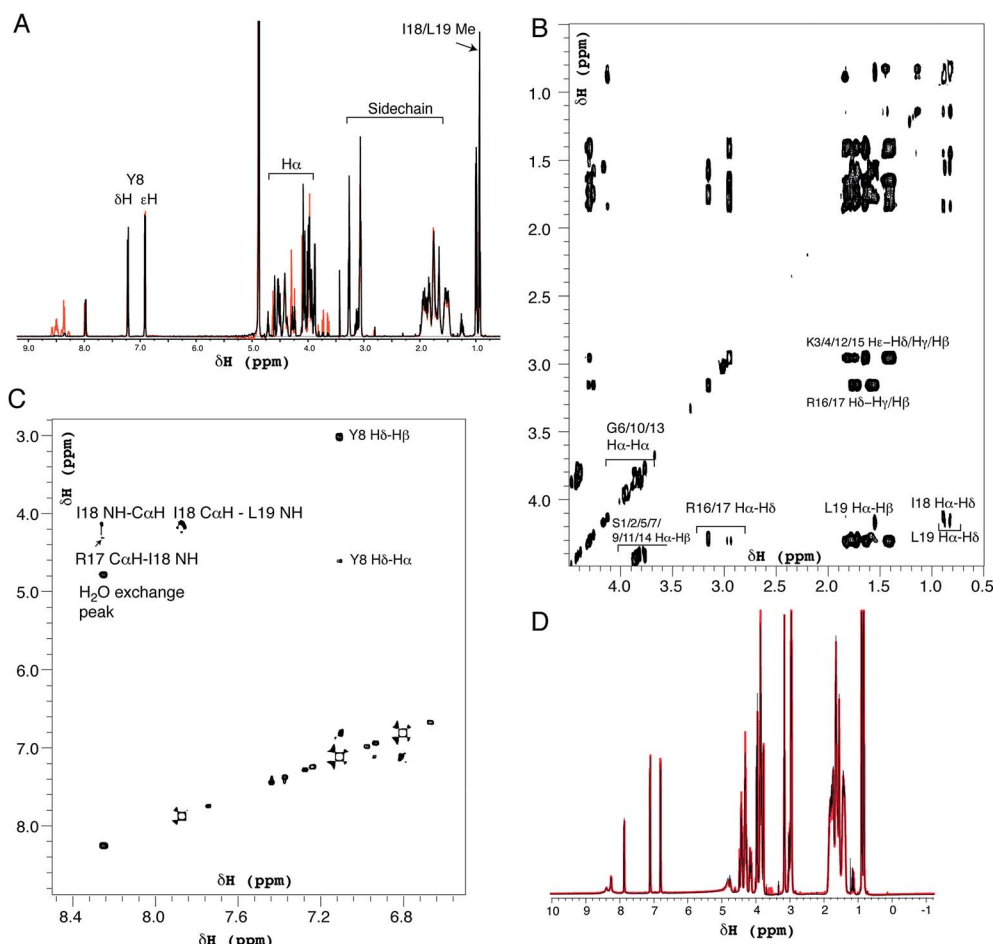 A
I18/L19 Me
Sidechain
Hα
Y8
δH εH
9.0 8.0 7.0 6.0 5.0 4.0 3.0 2.0 1.0
δH (ppm)
B
δH (ppm)
1.0
1.5
2.0
2.5
3.0
3.5
4.0
K3/4/12/15 Hε–Hδ/Hγ/Hβ
R16/17 Hδ–Hγ/Hβ
G6/10/13
Hα-Hα
R16/17 Hα-Hδ
L19 Hα-Hβ
I18 Hα-Hδ
L19 Hα-Hδ
S1/2/5/7/
9/11/14 Hα-Hβ
δH (ppm)
4.0 3.5 3.0 2.5 2.0 1.5 1.0 0.5
C
3.0
4.0
5.0
6.0
7.0
8.0
δH (ppm)
Y8 Hδ-Hβ
I18 NH-CαH I18 CαH - L19 NH
R17 CαH-I18 NH
Y8 Hδ-Hα
H2O exchange
peak
δH (ppm)
8.4 8.0 7.6 7.2 6.8
δH (ppm)
D
10 9 8 7 6 5 4 3 2 1 0 -1
δH (ppm)